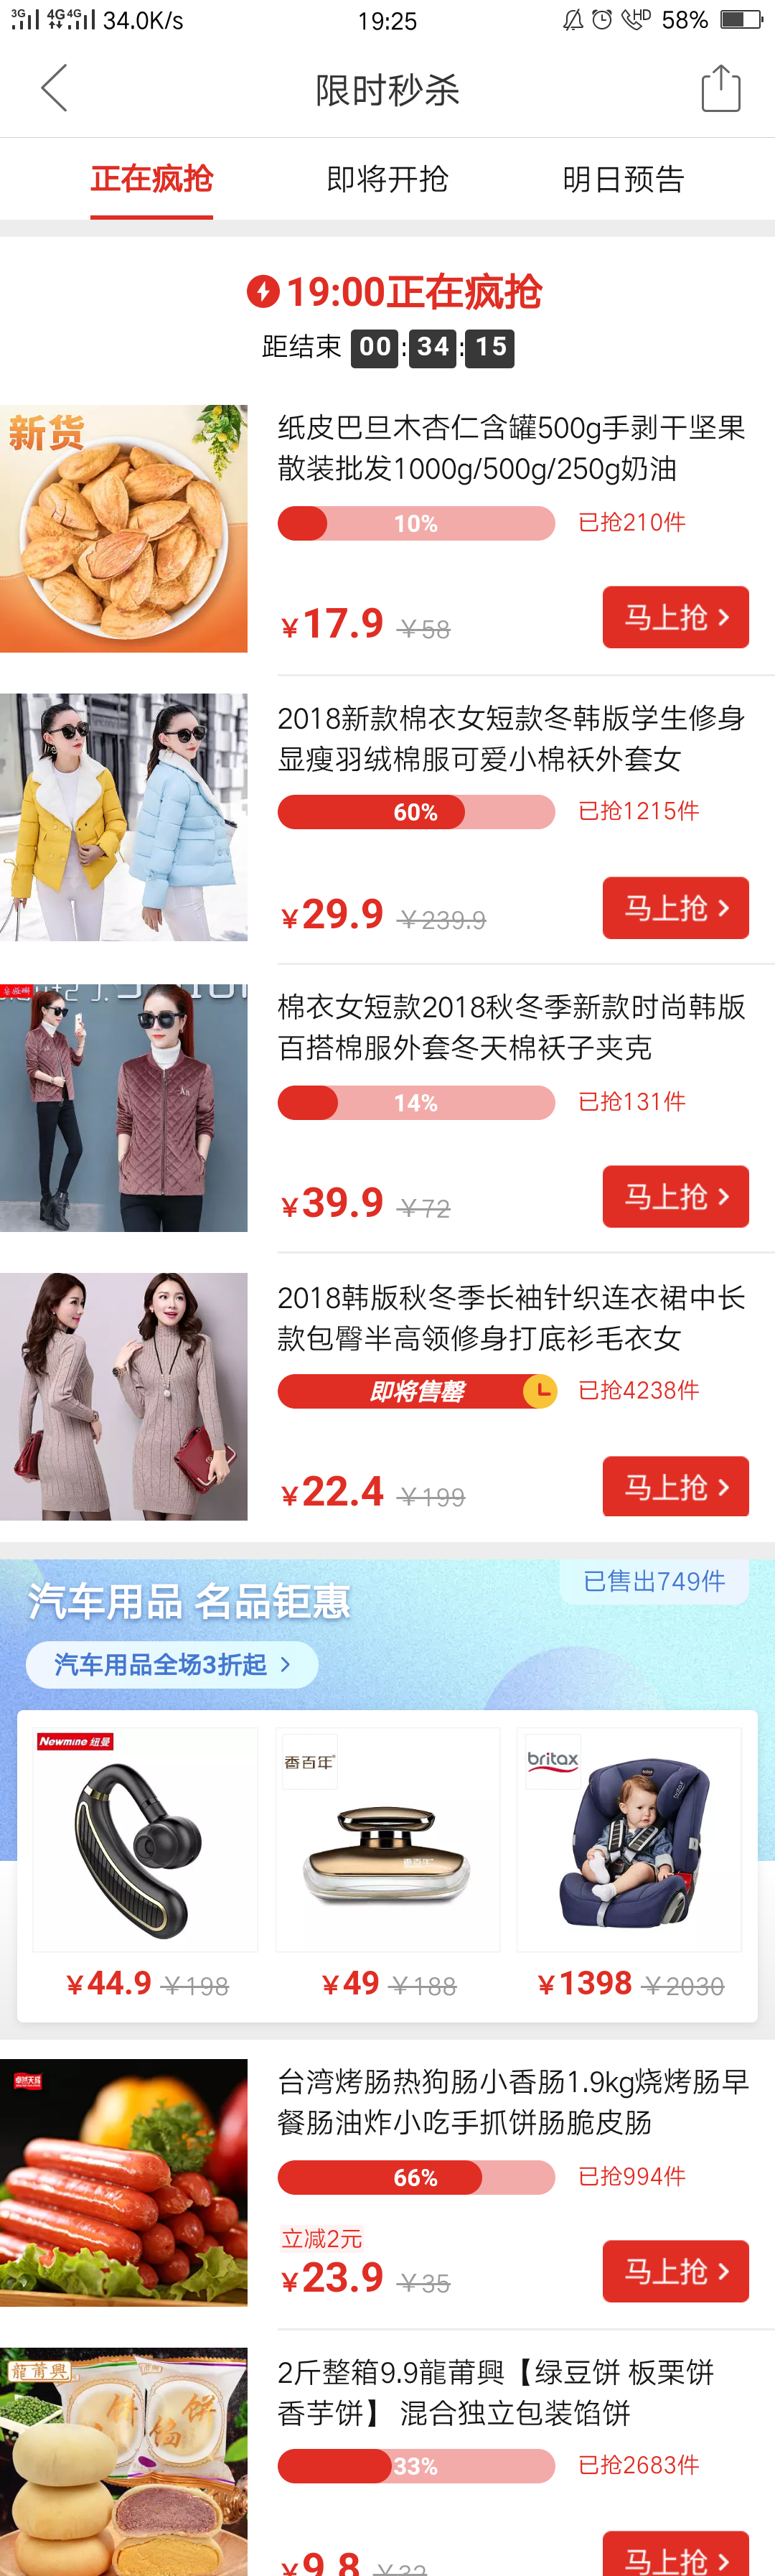 3G 4G 4G 34.0K/s 19:25 HD 58%
限时秒杀
正在疯抢 即将开抢 明日预告
19:00正在疯抢
距结束 00:34:15
新货
纸皮巴旦木杏仁含罐500g手剥干坚果
散装批发1000g/500g/250g奶油
10% 已抢210件
¥17.9 ¥58 马上抢 >
2018新款棉衣女短款冬韩版学生修身
显瘦羽绒棉服可爱小棉袄外套女
60% 已抢1215件
¥29.9 ¥239.9 马上抢 >
棉衣女短款2018秋冬季新款时尚韩版
百搭棉服外套冬天棉袄子夹克
14% 已抢131件
¥39.9 ¥72 马上抢 >
2018韩版秋冬季长袖针织连衣裙中长
款包臀半高领修身打底衫毛衣女
即将售罄 已抢4238件
¥22.4 ¥199 马上抢 >
汽车用品 名品钜惠 已售出749件
汽车用品全场3折起 >
Newmine 纽曼 香百年 britax
¥44.9 ¥198 ¥49 ¥188 ¥1398 ¥2030
台湾烤肠热狗肠小香肠1.9kg烧烤肠早
餐肠油炸小吃手抓饼肠脆皮肠
66% 已抢994件
立减2元
¥23.9 ¥35 马上抢 >
龍莆興
2斤整箱9.9龍莆興【绿豆饼 板栗饼
香芋饼】 混合独立包装馅饼
33% 已抢2683件
¥9.8 ¥32 马上抢 >